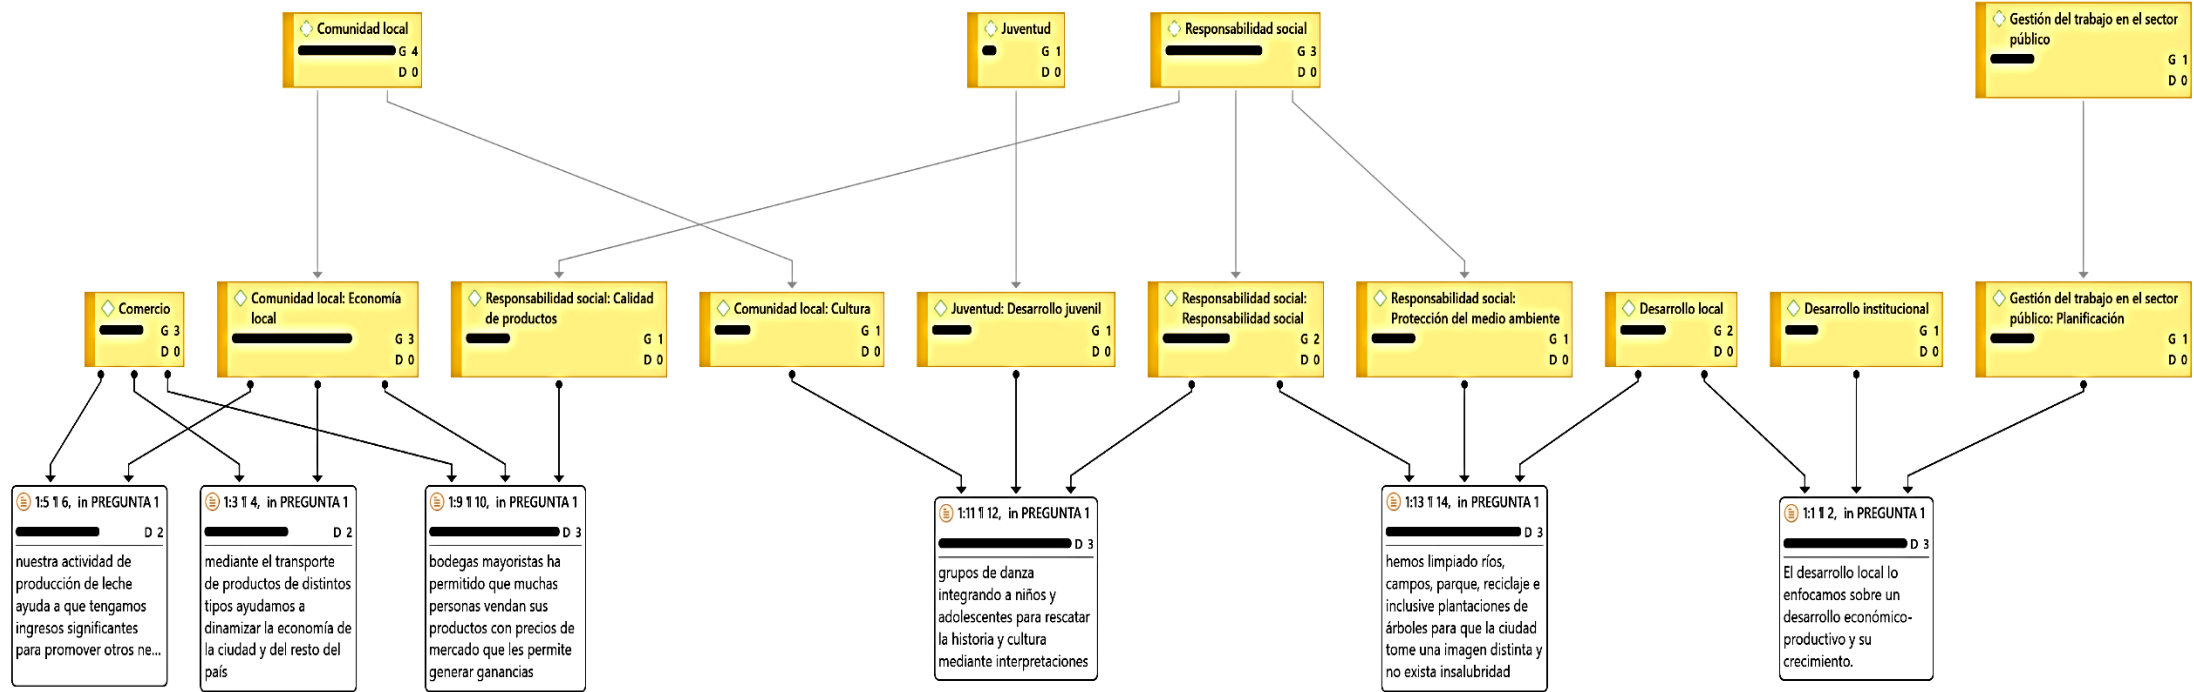 Comunidad local
G 4
D 0
Juventud
G 1
D 0
Responsabilidad social
G 3
D 0
Gestión del trabajo en el sector
público
G 1
D 0
Comercio
G 3
D 0
Comunidad local: Economía
local
G 3
D 0
Responsabilidad social: Calidad
de productos
G 1
D 0
Comunidad local: Cultura
G 1
D 0
Juventud: Desarrollo juvenil
G 1
D 0
Responsabilidad social:
Responsabilidad social
G 2
D 0
Responsabilidad social:
Protección del medio ambiente
G 1
D 0
Desarrollo local
G 2
D 0
Desarrollo institucional
G 1
D 0
Gestión del trabajo en el sector
público: Planificación
G 1
D 0
1:5 ¶ 6, in PREGUNTA 1
D 2
nuestra actividad de
producción de leche
ayuda a que tengamos
ingresos significantes
para promover otros ne...
1:3 ¶ 4, in PREGUNTA 1
D 2
mediante el transporte
de productos de distintos
tipos ayudamos a
dinamizar la economía de
la ciudad y del resto del
país
1:9 ¶ 10, in PREGUNTA 1
D 3
bodegas mayoristas ha
permitido que muchas
personas vendan sus
productos con precios de
mercado que les permite
generar ganancias
1:11 ¶ 12, in PREGUNTA 1
D 3
grupos de danza
integrando a niños y
adolescentes para rescatar
la historia y cultura
mediante interpretaciones
1:13 ¶ 14, in PREGUNTA 1
D 3
hemos limpiado ríos,
campos, parque, reciclaje e
inclusive plantaciones de
árboles para que la ciudad
tome una imagen distinta y
no exista insalubridad
1:1 ¶ 2, in PREGUNTA 1
D 3
El desarrollo local lo
enfocamos sobre un
desarrollo económico-
productivo y su
crecimiento.